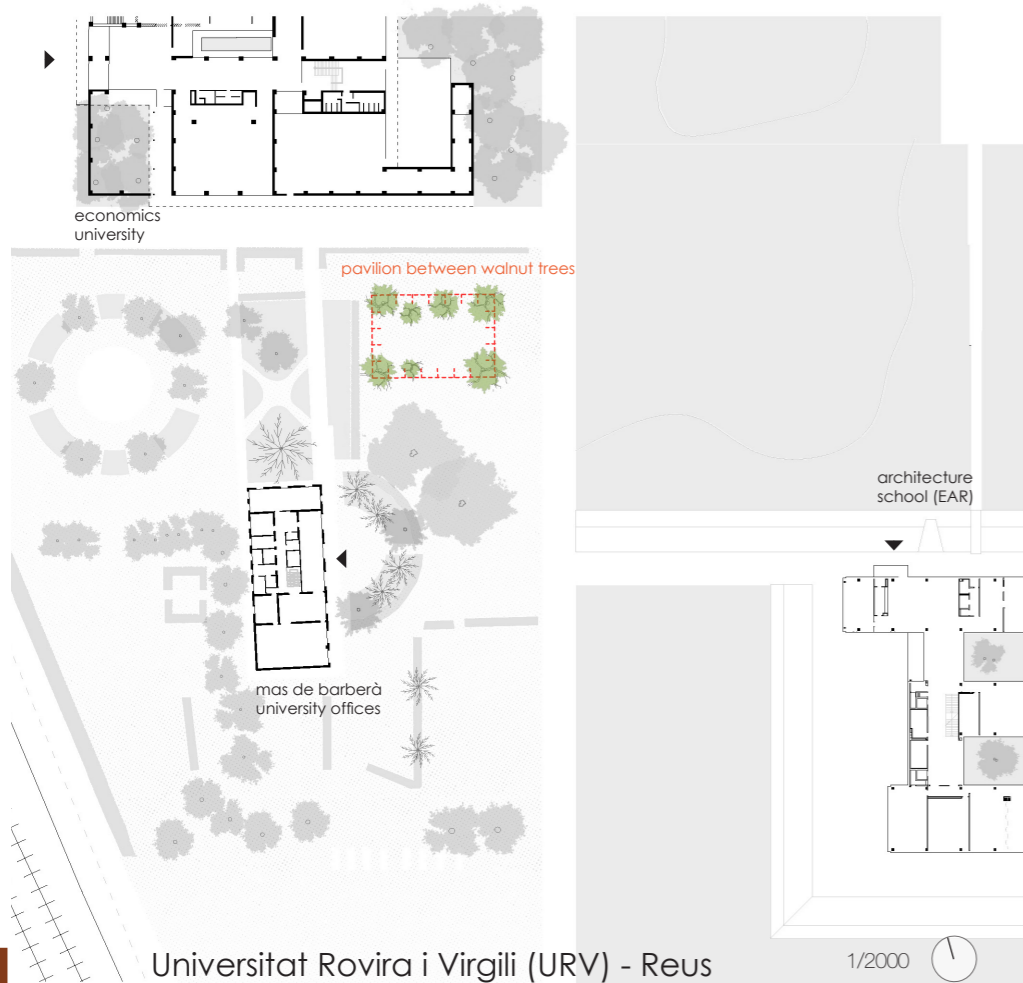 economics
university
pavilion between walnut trees
architecture
school (EAR)
mas de barberà
university offices
Universitat Rovira i Virgili (URV) - Reus
1/2000